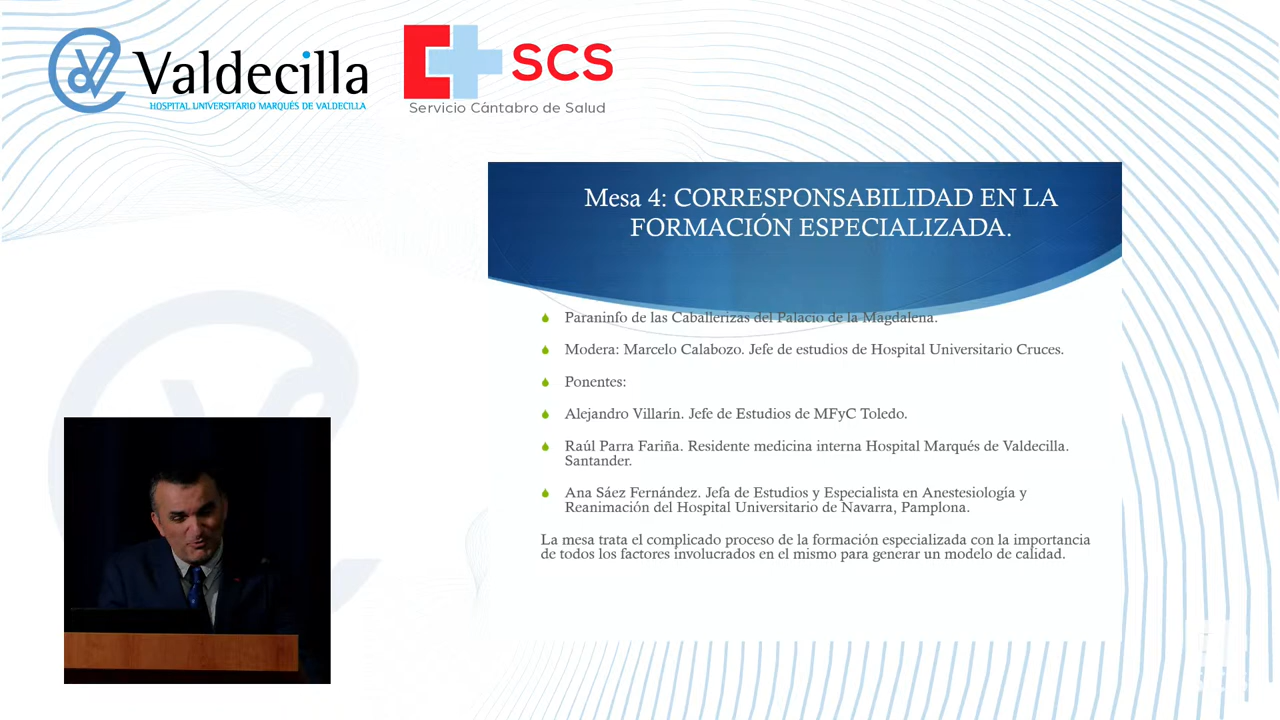 Valdecilla
HOSPITAL UNIVERSITARIO MARQUÉS DE VALDECILLA
SCS
Servicio Cántabro de Salud
Mesa 4: CORRESPONSABILIDAD EN LA
FORMACIÓN ESPECIALIZADA.
Paraninfo de las Caballerizas del Palacio de la Magdalena.
Modera: Marcelo Calabozo. Jefe de estudios de Hospital Universitario Cruces.
Ponentes:
Alejandro Villarín. Jefe de Estudios de MFyC Toledo.
Raúl Parra Fariña. Residente medicina interna Hospital Marqués de Valdecilla.
Santander.
Ana Sáez Fernández. Jefa de Estudios y Especialista en Anestesiología y
Reanimación del Hospital Universitario de Navarra, Pamplona.
La mesa trata el complicado proceso de la formación especializada con la importancia
de todos los factores involucrados en el mismo para generar un modelo de calidad.